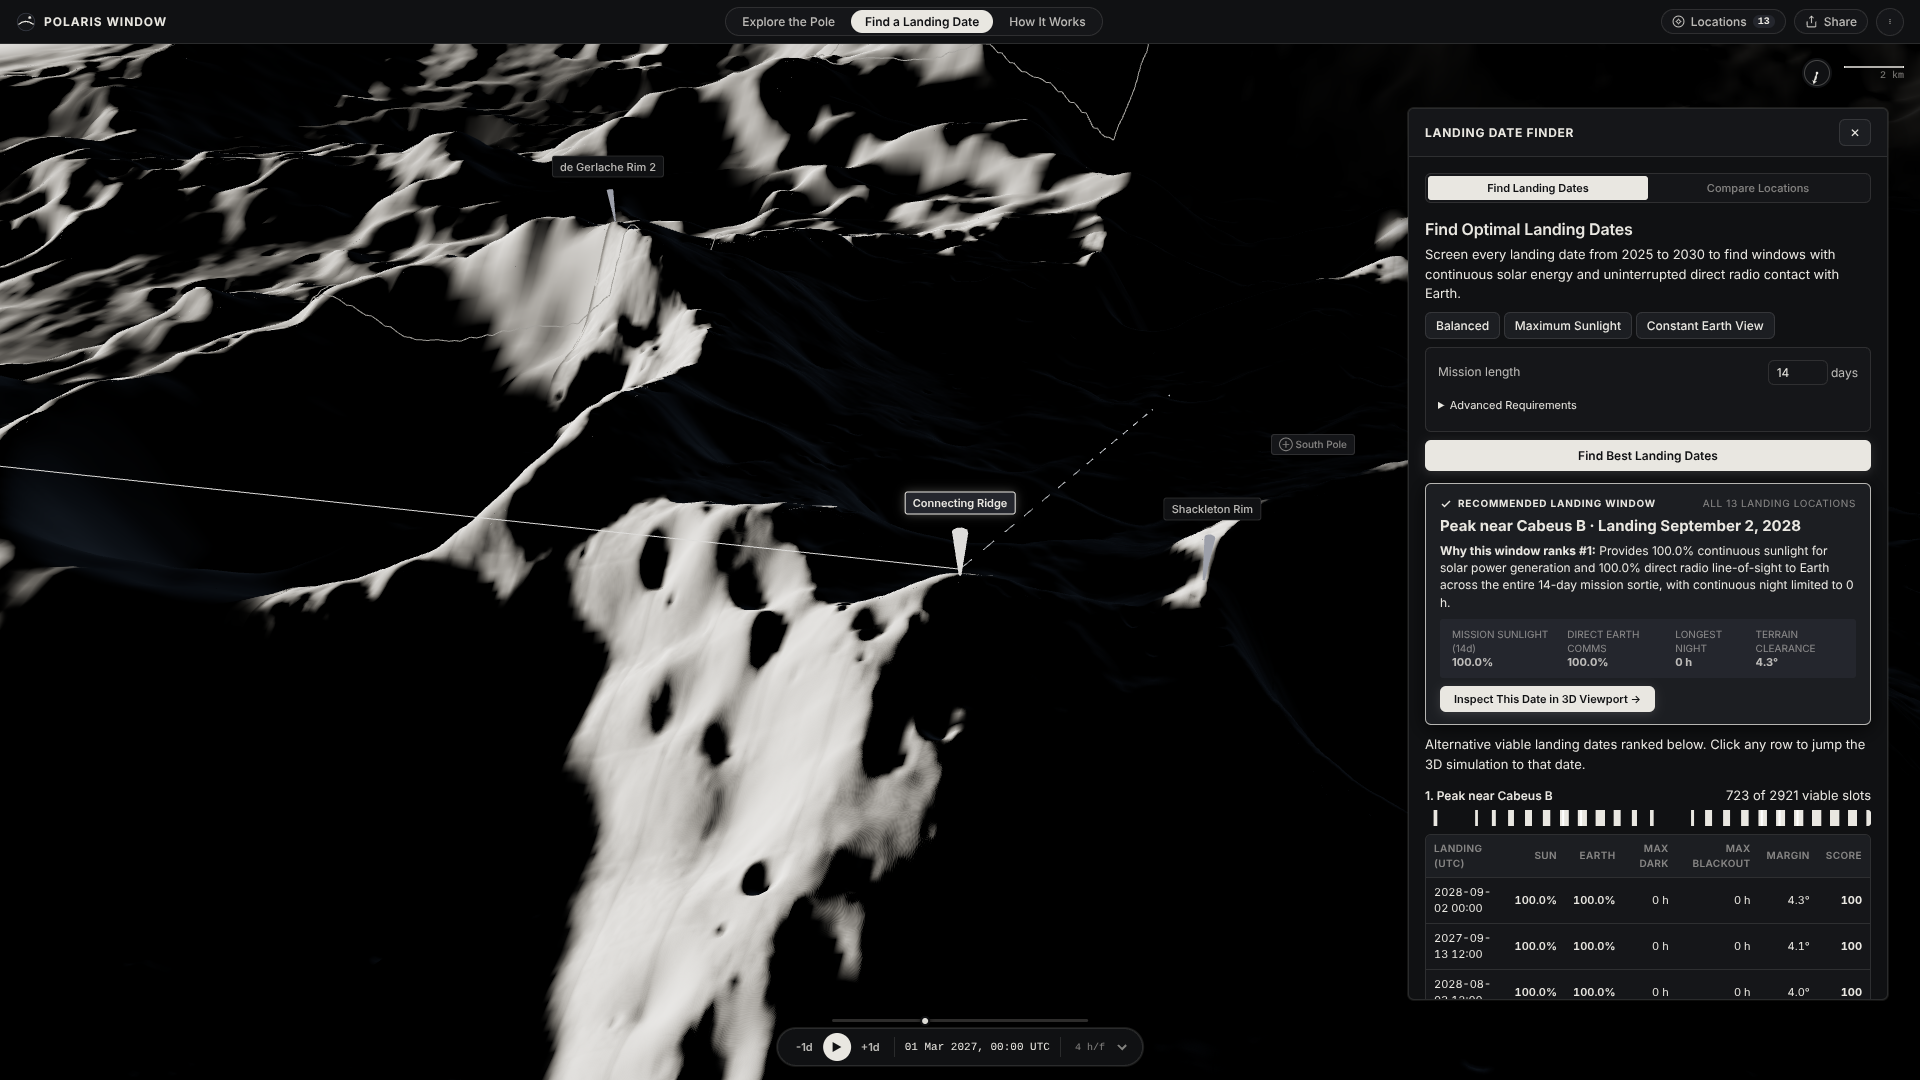 POLARIS WINDOW
Explore the Pole
Find a Landing Date
How It Works
Locations 13
Share
2 km
de Gerlache Rim 2
South Pole
Connecting Ridge
Shackleton Rim
LANDING DATE FINDER
Find Landing Dates
Compare Locations
Find Optimal Landing Dates
Screen every landing date from 2025 to 2030 to find windows with
continuous solar energy and uninterrupted direct radio contact with
Earth.
Balanced
Maximum Sunlight
Constant Earth View
Mission length
14 days
Advanced Requirements
Find Best Landing Dates
RECOMMENDED LANDING WINDOW
ALL 13 LANDING LOCATIONS
Peak near Cabeus B · Landing September 2, 2028
Why this window ranks #1: Provides 100.0% continuous sunlight for
solar power generation and 100.0% direct radio line-of-sight to Earth
across the entire 14-day mission sortie, with continuous night limited to 0
h.
MISSION SUNLIGHT
(14d)
100.0%
DIRECT EARTH
COMMS
100.0%
LONGEST
NIGHT
0 h
TERRAIN
CLEARANCE
4.3°
Inspect This Date in 3D Viewport →
Alternative viable landing dates ranked below. Click any row to jump the
3D simulation to that date.
1. Peak near Cabeus B
723 of 2921 viable slots
LANDING
(UTC)
SUN
EARTH
MAX
DARK
MAX
BLACKOUT
MARGIN
SCORE
2028-09-
02 00:00
100.0% 100.0% 0 h 0 h 4.3° 100
2027-09-
13 12:00
100.0% 100.0% 0 h 0 h 4.1° 100
2028-08-
100.0% 100.0% 0 h 0 h 4.0° 100
-1d
+1d
01 Mar 2027, 00:00 UTC
4 h/f